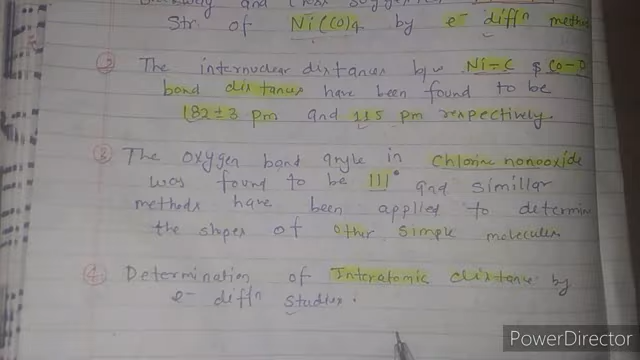 Str. of Ni(CO)4 by e- diffn method
② The internuclear distances b/w Ni-C & CO-O
bond distances have been found to be
182±3 pm and 115 pm respectively.
③ The oxygen bond angle in Chlorine monooxide
was found to be 111° and simillar
methods have been applied to determine
the shapes of other simple molecules
④ Determination of Interatomic distance by
e- diffn studies.
PowerDirector